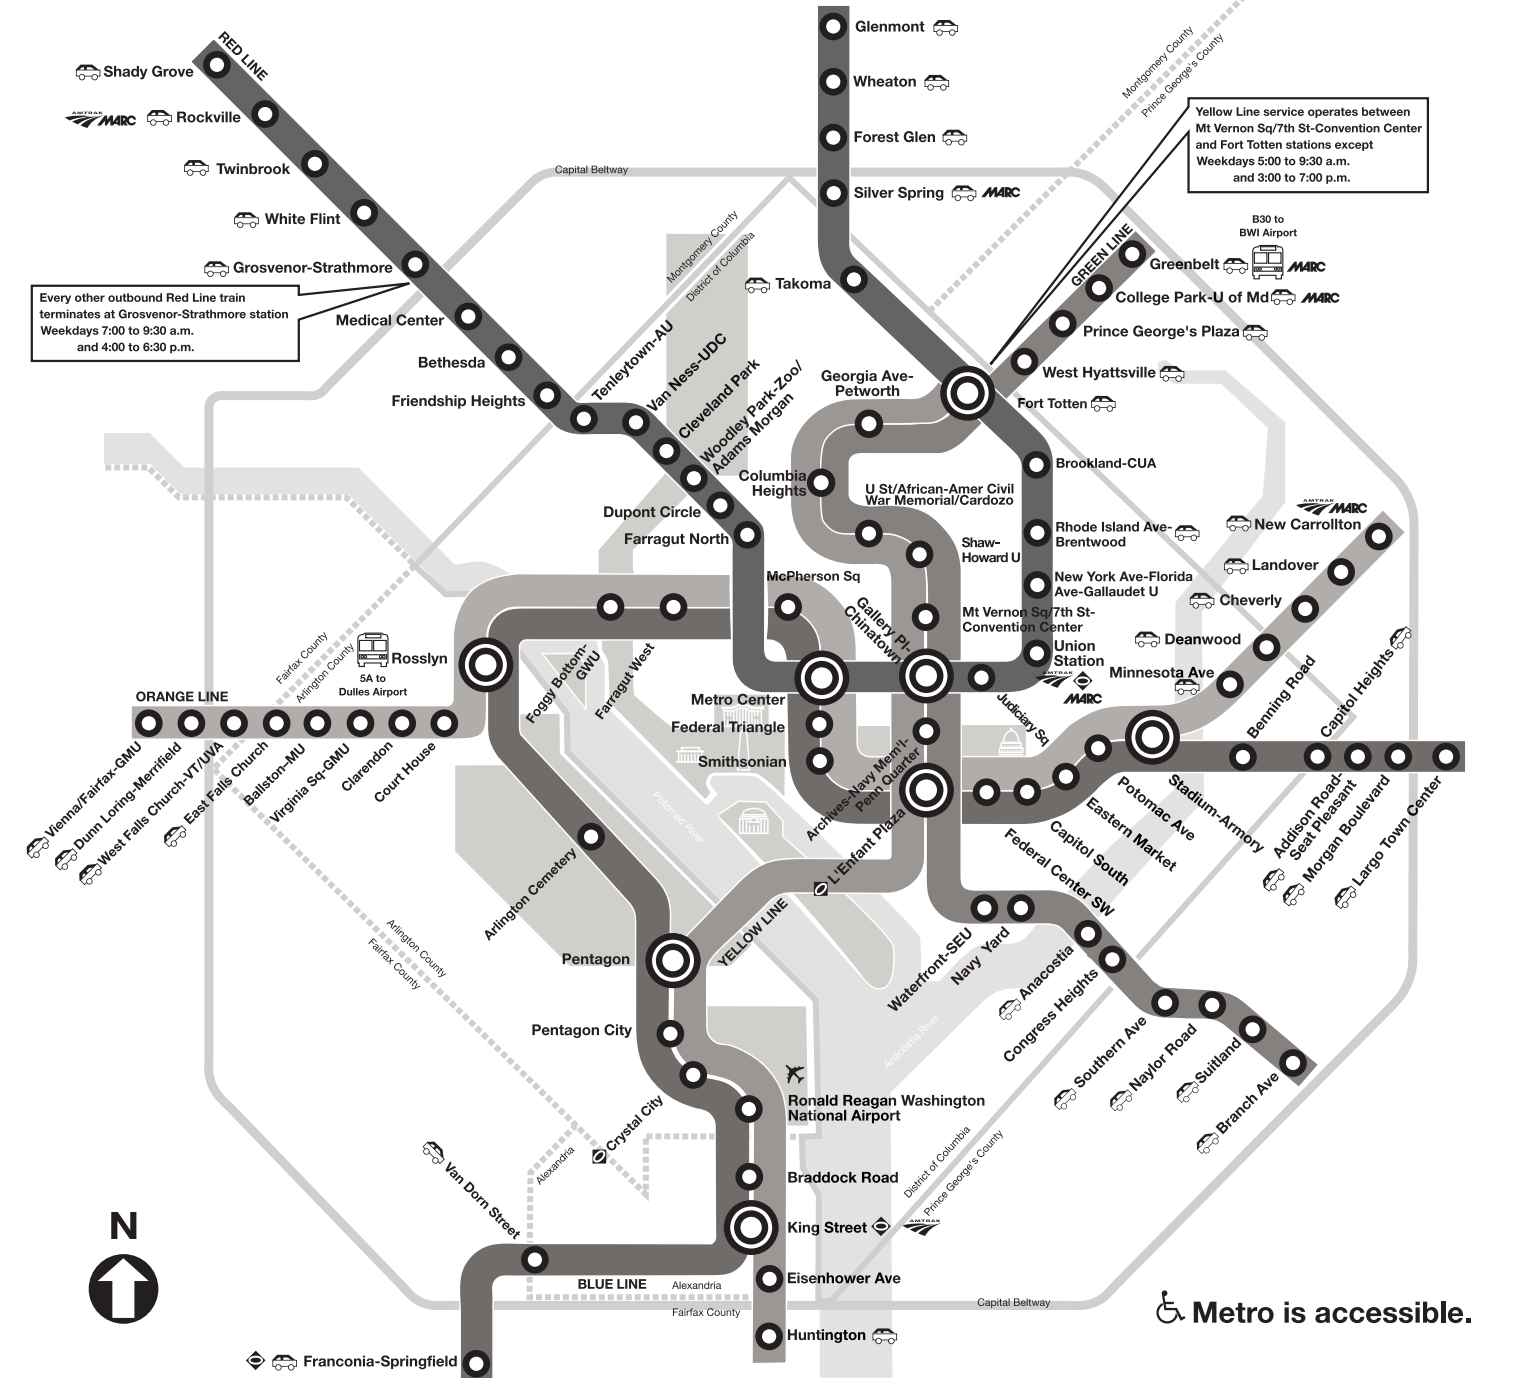 RED LINE
Shady Grove
AMTRAK
MARC
Rockville
Twinbrook
White Flint
Grosvenor-Strathmore
Every other outbound Red Line train
terminates at Grosvenor-Strathmore station
Weekdays 7:00 to 9:30 a.m.
and 4:00 to 6:30 p.m.
Medical Center
Bethesda
Friendship Heights
Tenleytown-AU
Van Ness-UDC
Cleveland Park
Woodley Park-Zoo/
Adams Morgan
Dupont Circle
Farragut North
Glenmont
Wheaton
Forest Glen
Silver Spring
MARC
Takoma
Capital Beltway
Montgomery County
District of Columbia
Montgomery County
Prince George's County
Yellow Line service operates between
Mt Vernon Sq/7th St-Convention Center
and Fort Totten stations except
Weekdays 5:00 to 9:30 a.m.
and 3:00 to 7:00 p.m.
B30 to
BWI Airport
GREEN LINE
Greenbelt
MARC
College Park-U of Md
MARC
Prince George's Plaza
West Hyattsville
Fort Totten
Georgia Ave-
Petworth
Columbia
Heights
U St/African-Amer Civil
War Memorial/Cardozo
Shaw-
Howard U
Mt Vernon Sq/7th St-
Convention Center
Brookland-CUA
Rhode Island Ave-
Brentwood
New York Ave-Florida
Ave-Gallaudet U
Union
Station
AMTRAK
MARC
AMTRAK
MARC
New Carrollton
Landover
Cheverly
Deanwood
Minnesota Ave
Benning Road
Capitol Heights
McPherson Sq
Gallery Pl-
Chinatown
Judiciary Sq
Metro Center
Federal Triangle
Smithsonian
Archives-Navy Mem'l-
Penn Quarter
L'Enfant Plaza
Foggy Bottom-
GWU
Farragut West
Fairfax County
Arlington County
Rosslyn
5A to
Dulles Airport
ORANGE LINE
Vienna/Fairfax-GMU
Dunn Loring-Merrifield
West Falls Church-VT/UVA
East Falls Church
Ballston-MU
Virginia Sq-GMU
Clarendon
Court House
Potomac River
Federal Center SW
Capitol South
Eastern Market
Potomac Ave
Stadium-Armory
Addison Road-
Seat Pleasant
Morgan Boulevard
Largo Town Center
Arlington Cemetery
Pentagon
YELLOW LINE
Arlington County
Fairfax County
Waterfront-SEU
Navy Yard
Anacostia
Congress Heights
Southern Ave
Naylor Road
Suitland
Branch Ave
Anacostia River
Pentagon City
Crystal City
Ronald Reagan Washington
National Airport
Braddock Road
King Street
AMTRAK
District of Columbia
Prince George's County
Alexandria
Van Dorn Street
BLUE LINE
Alexandria
Fairfax County
Eisenhower Ave
Huntington
Franconia-Springfield
Capital Beltway
N
Metro is accessible.